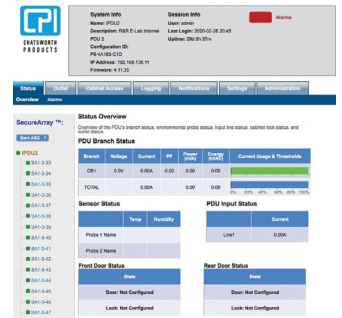 CPI
CHATSWORTH
PRODUCTS
System Info
Name: IPDU2
Description: R&R E-Lab Internal
PDU 2
Configuration ID:
P6-4A163-C1D
IP Address: 192.168.106.11
Firmware: 4.11.35
Session Info
User: admin
Last Login: 2020-02-26 20:45
Uptime: 29d 0h 37m
Alarms
Status Outlet Cabinet Access Logging Notifications Settings Administration
Overview Alarms
SecureArray ™:
Sort ASC
IPDU2
SA1-3-33
SA1-3-34
SA1-3-35
SA1-3-36
SA1-3-37
SA1-3-38
SA1-3-39
SA1-3-40
SA1-3-41
SA1-3-42
SA1-3-43
SA1-3-44
SA1-3-45
SA1-3-46
SA1-3-47
Status Overview
Overview of the PDU's branch status, environmental probe status, input line status, cabinet lock status, and
outlet status.
PDU Branch Status
Branch Voltage Current PF Power (kVA) Energy (kWh) Current Usage & Thresholds
CB1 0.0V 0.00A 0.00 0.00 0.00
TOTAL 0.00A 0.00 0.00
0% 20% 40% 60% 80% 100%
Sensor Status
Temp Humidity
Probe 1 Name
Probe 2 Name
PDU Input Status
Current
Line1 0.00A
Front Door Status
State
Door: Not Configured
Lock: Not Configured
Rear Door Status
State
Door: Not Configured
Lock: Not Configured